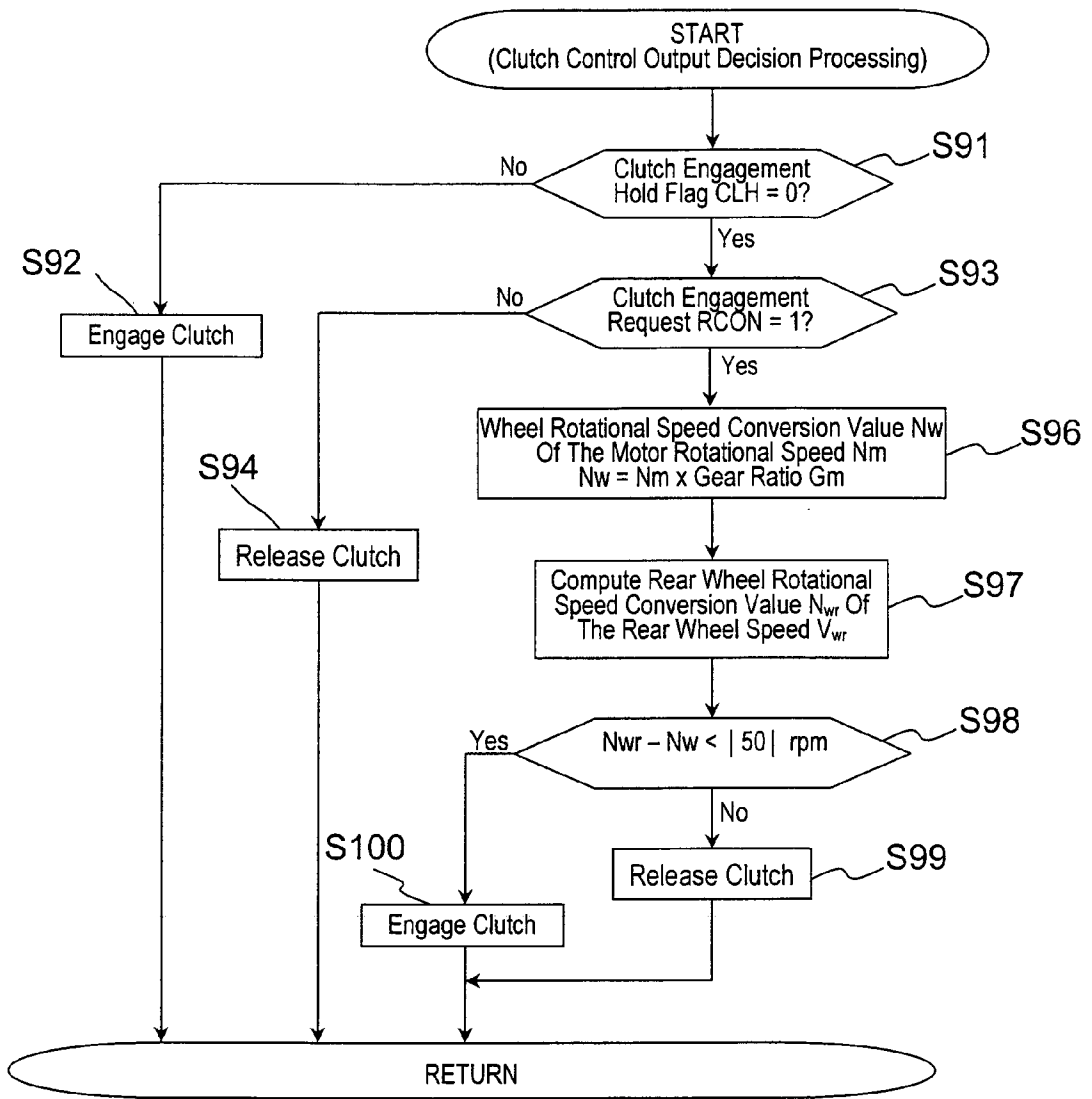 START
(Clutch Control Output Decision Processing)
S91
No
Clutch Engagement
Hold Flag CLH = 0?
Yes
S92
Engage Clutch
S93
No
Clutch Engagement
Request RCON = 1?
Yes
S96
Wheel Rotational Speed Conversion Value Nw
Of The Motor Rotational Speed Nm
Nw = Nm x Gear Ratio Gm
S94
Release Clutch
S97
Compute Rear Wheel Rotational
Speed Conversion Value Nwr Of
The Rear Wheel Speed Vwr
S98
Yes
Nwr – Nw < | 50 | rpm
No
S100
Engage Clutch
S99
Release Clutch
RETURN